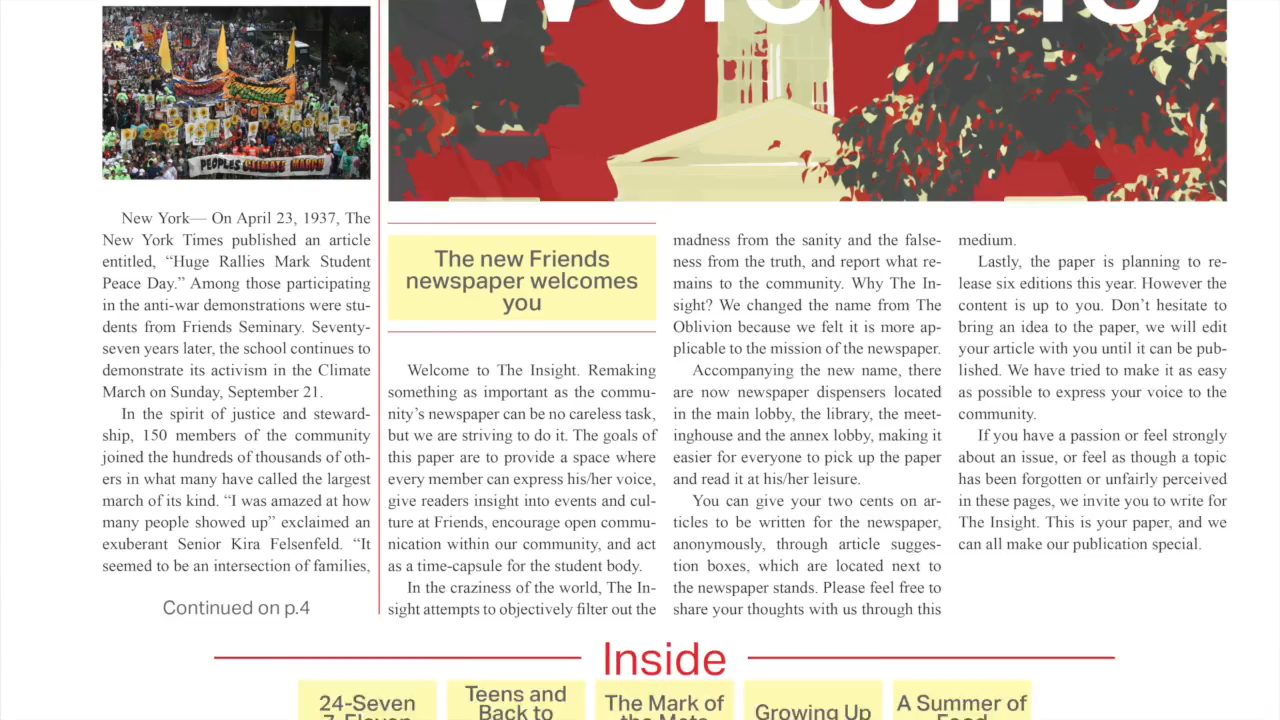 Welcome
PEOPLES CLIMATE MARCH
New York— On April 23, 1937, The
New York Times published an article
entitled, “Huge Rallies Mark Student
Peace Day.” Among those participating
in the anti-war demonstrations were stu-
dents from Friends Seminary. Seventy-
seven years later, the school continues to
demonstrate its activism in the Climate
March on Sunday, September 21.
In the spirit of justice and steward-
ship, 150 members of the community
joined the hundreds of thousands of oth-
ers in what many have called the largest
march of its kind. “I was amazed at how
many people showed up” exclaimed an
exuberant Senior Kira Felsenfeld. “It
seemed to be an intersection of families,
Continued on p.4
The new Friends
newspaper welcomes
you
Welcome to The Insight. Remaking
something as important as the commu-
nity’s newspaper can be no careless task,
but we are striving to do it. The goals of
this paper are to provide a space where
every member can express his/her voice,
give readers insight into events and cul-
ture at Friends, encourage open commu-
nication within our community, and act
as a time-capsule for the student body.
In the craziness of the world, The In-
sight attempts to objectively filter out the
madness from the sanity and the false-
ness from the truth, and report what re-
mains to the community. Why The In-
sight? We changed the name from The
Oblivion because we felt it is more ap-
plicable to the mission of the newspaper.
Accompanying the new name, there
are now newspaper dispensers located
in the main lobby, the library, the meet-
inghouse and the annex lobby, making it
easier for everyone to pick up the paper
and read it at his/her leisure.
You can give your two cents on ar-
ticles to be written for the newspaper,
anonymously, through article sugges-
tion boxes, which are located next to
the newspaper stands. Please feel free to
share your thoughts with us through this
medium.
Lastly, the paper is planning to re-
lease six editions this year. However the
content is up to you. Don’t hesitate to
bring an idea to the paper, we will edit
your article with you until it can be pub-
lished. We have tried to make it as easy
as possible to express your voice to the
community.
If you have a passion or feel strongly
about an issue, or feel as though a topic
has been forgotten or unfairly perceived
in these pages, we invite you to write for
The Insight. This is your paper, and we
can all make our publication special.
Inside
24-Seven
7-Eleven
Teens and
Back to
The Mark of
the Mets
Growing Up
A Summer of
Food